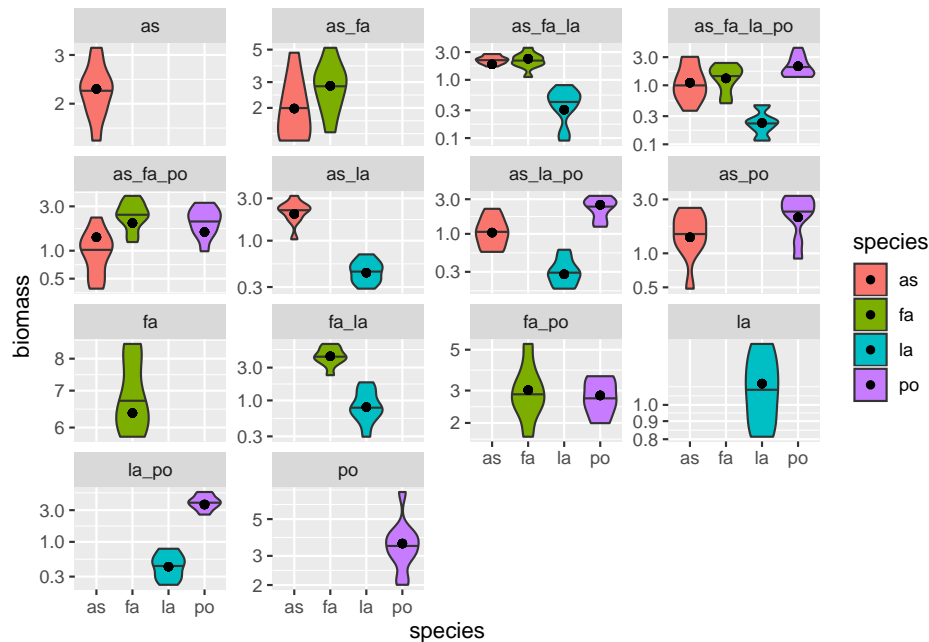 as
as_fa
as_fa_la
as_fa_la_po
3
2
5
3
2
3.0
1.0
0.3
0.1
3.0
1.0
0.3
0.1
as_fa_po
as_la
as_la_po
as_po
3.0
1.0
0.5
3.0
1.0
0.3
3.0
1.0
0.3
3.0
1.0
0.5
fa
fa_la
fa_po
la
8
7
6
3.0
1.0
0.3
5
3
2
1.0
0.9
0.8
as fa la po
as fa la po
la_po
po
3.0
1.0
0.3
5
3
2
as fa la po
as fa la po
species
biomass
species
as
fa
la
po